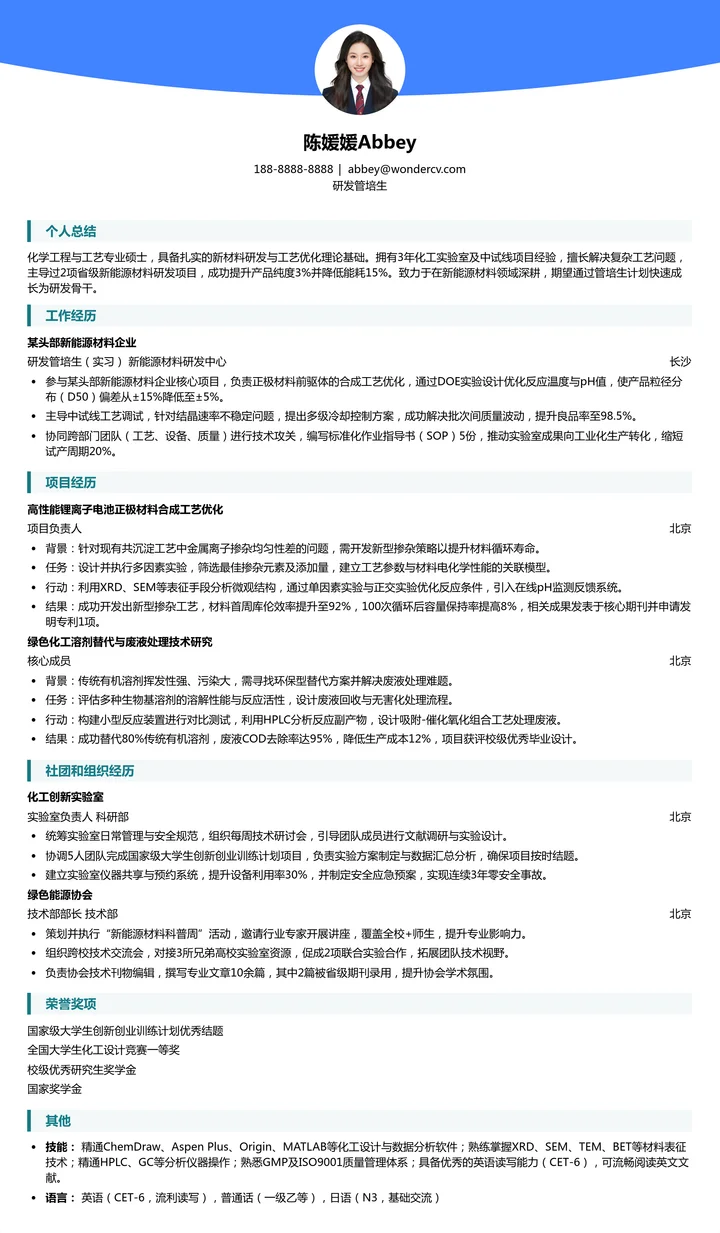 陈媛媛Abbey
188-8888-8888 | abbey@wondercv.com
研发管培生
个人总结
化学工程与工艺专业硕士，具备扎实的新材料研发与工艺优化理论基础。拥有3年化工实验室及中试线项目经验，擅长解决复杂工艺问题，
主导过2项省级新能源材料研发项目，成功提升产品纯度3%并降低能耗15%。致力于在新能源材料领域深耕，期望通过管培生计划快速成
长为研发骨干。
工作经历
某头部新能源材料企业
研发管培生（实习） 新能源材料研发中心 长沙
• 参与某头部新能源材料企业核心项目，负责正极材料前驱体的合成工艺优化，通过DOE实验设计优化反应温度与pH值，使产品粒径分
布（D50）偏差从±15%降低至±5%。
• 主导中试线工艺调试，针对结晶速率不稳定问题，提出多级冷却控制方案，成功解决批次间质量波动，提升良品率至98.5%。
• 协同跨部门团队（工艺、设备、质量）进行技术攻关，编写标准化作业指导书（SOP）5份，推动实验室成果向工业化生产转化，缩短
试产周期20%。
项目经历
高性能锂离子电池正极材料合成工艺优化
项目负责人 北京
• 背景：针对现有共沉淀工艺中金属离子掺杂均匀性差的问题，需开发新型掺杂策略以提升材料循环寿命。
• 任务：设计并执行多因素实验，筛选最佳掺杂元素及添加量，建立工艺参数与材料电化学性能的关联模型。
• 行动：利用XRD、SEM等表征手段分析微观结构，通过单因素实验与正交实验优化反应条件，引入在线pH监测反馈系统。
• 结果：成功开发出新型掺杂工艺，材料首周库伦效率提升至92%，100次循环后容量保持率提高8%，相关成果发表于核心期刊并申请发
明专利1项。
绿色化工溶剂替代与废液处理技术研究
核心成员 北京
• 背景：传统有机溶剂挥发性强、污染大，需寻找环保型替代方案并解决废液处理难题。
• 任务：评估多种生物基溶剂的溶解性能与反应活性，设计废液回收与无害化处理流程。
• 行动：构建小型反应装置进行对比测试，利用HPLC分析反应副产物，设计吸附-催化氧化组合工艺处理废液。
• 结果：成功替代80%传统有机溶剂，废液COD去除率达95%，降低生产成本12%，项目获评校级优秀毕业设计。
社团和组织经历
化工创新实验室
实验室负责人 科研部 北京
• 统筹实验室日常管理与安全规范，组织每周技术研讨会，引导团队成员进行文献调研与实验设计。
• 协调5人团队完成国家级大学生创新创业训练计划项目，负责实验方案制定与数据汇总分析，确保项目按时结题。
• 建立实验室仪器共享与预约系统，提升设备利用率30%，并制定安全应急预案，实现连续3年零安全事故。
绿色能源协会
技术部部长 技术部 北京
• 策划并执行“新能源材料科普周”活动，邀请行业专家开展讲座，覆盖全校+师生，提升专业影响力。
• 组织跨校技术交流会，对接3所兄弟高校实验室资源，促成2项联合实验合作，拓展团队技术视野。
• 负责协会技术刊物编辑，撰写专业文章10余篇，其中2篇被省级期刊录用，提升协会学术氛围。
荣誉奖项
国家级大学生创新创业训练计划优秀结题
全国大学生化工设计竞赛一等奖
校级优秀研究生奖学金
国家奖学金
其他
• 技能： 精通ChemDraw、Aspen Plus、Origin、MATLAB等化工设计与数据分析软件；熟练掌握XRD、SEM、TEM、BET等材料表征
技术；精通HPLC、GC等分析仪器操作；熟悉GMP及ISO9001质量管理体系；具备优秀的英语读写能力（CET-6），可流畅阅读英文文
献。
• 语言： 英语（CET-6，流利读写），普通话（一级乙等），日语（N3，基础交流）